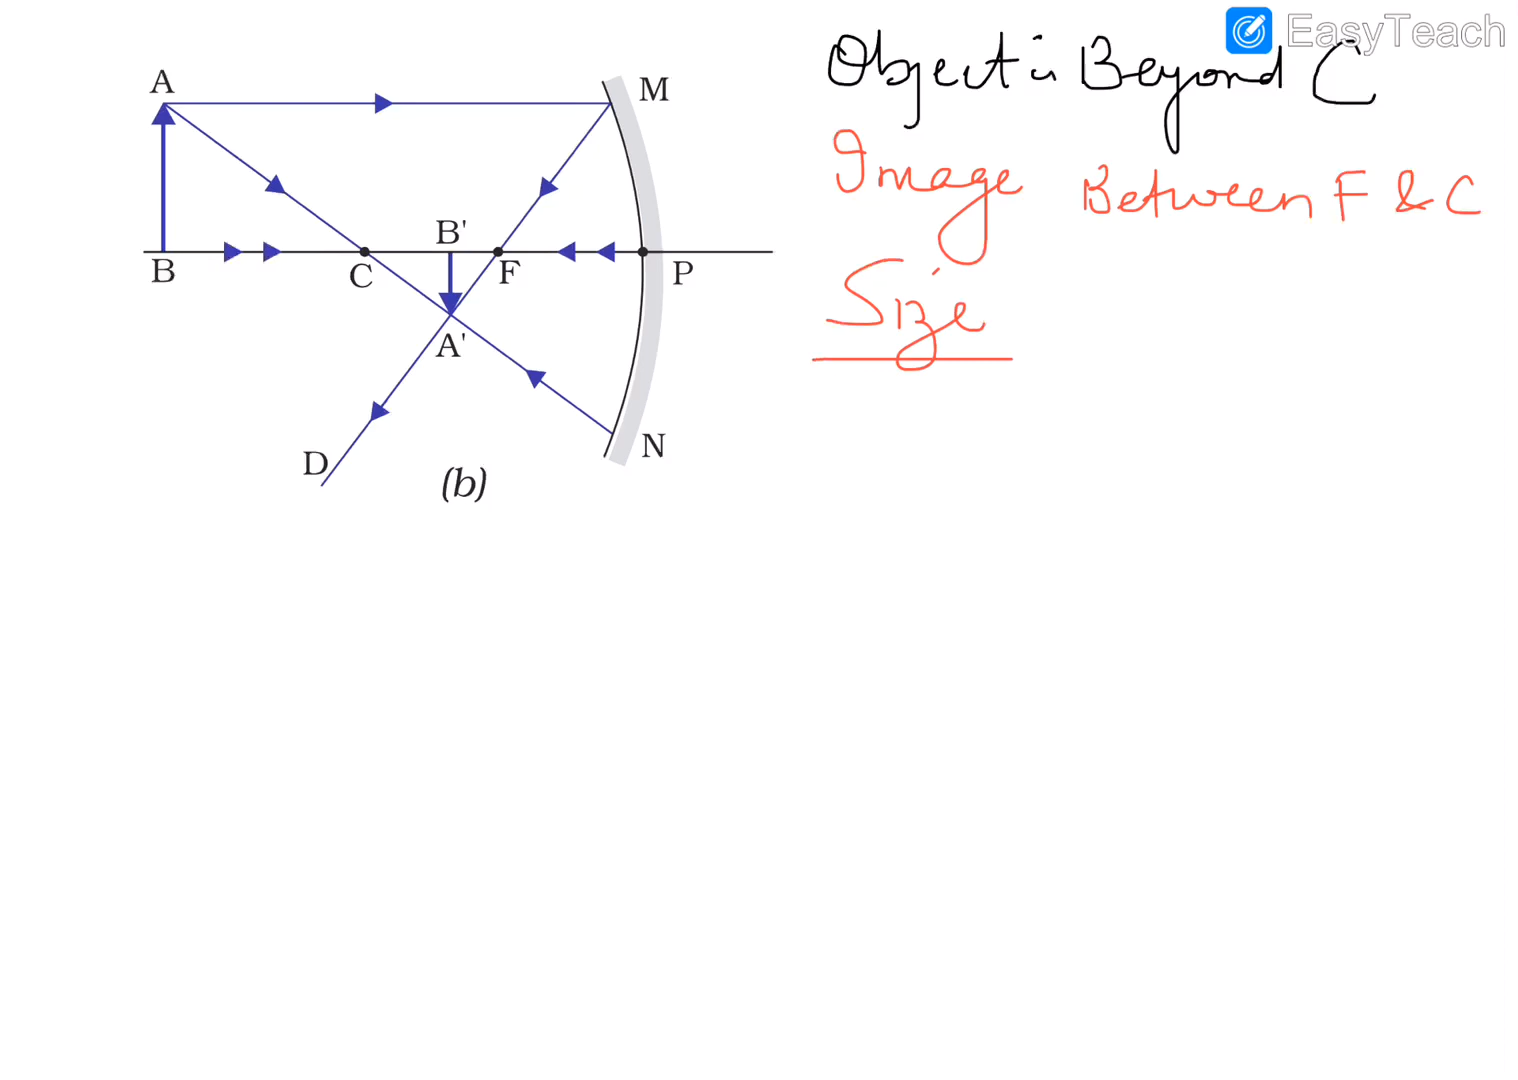 EasyTeach
Object is Beyond C
Image Between F & C
Size
A
M
B'
B
C
F
P
A'
D
N
(b)